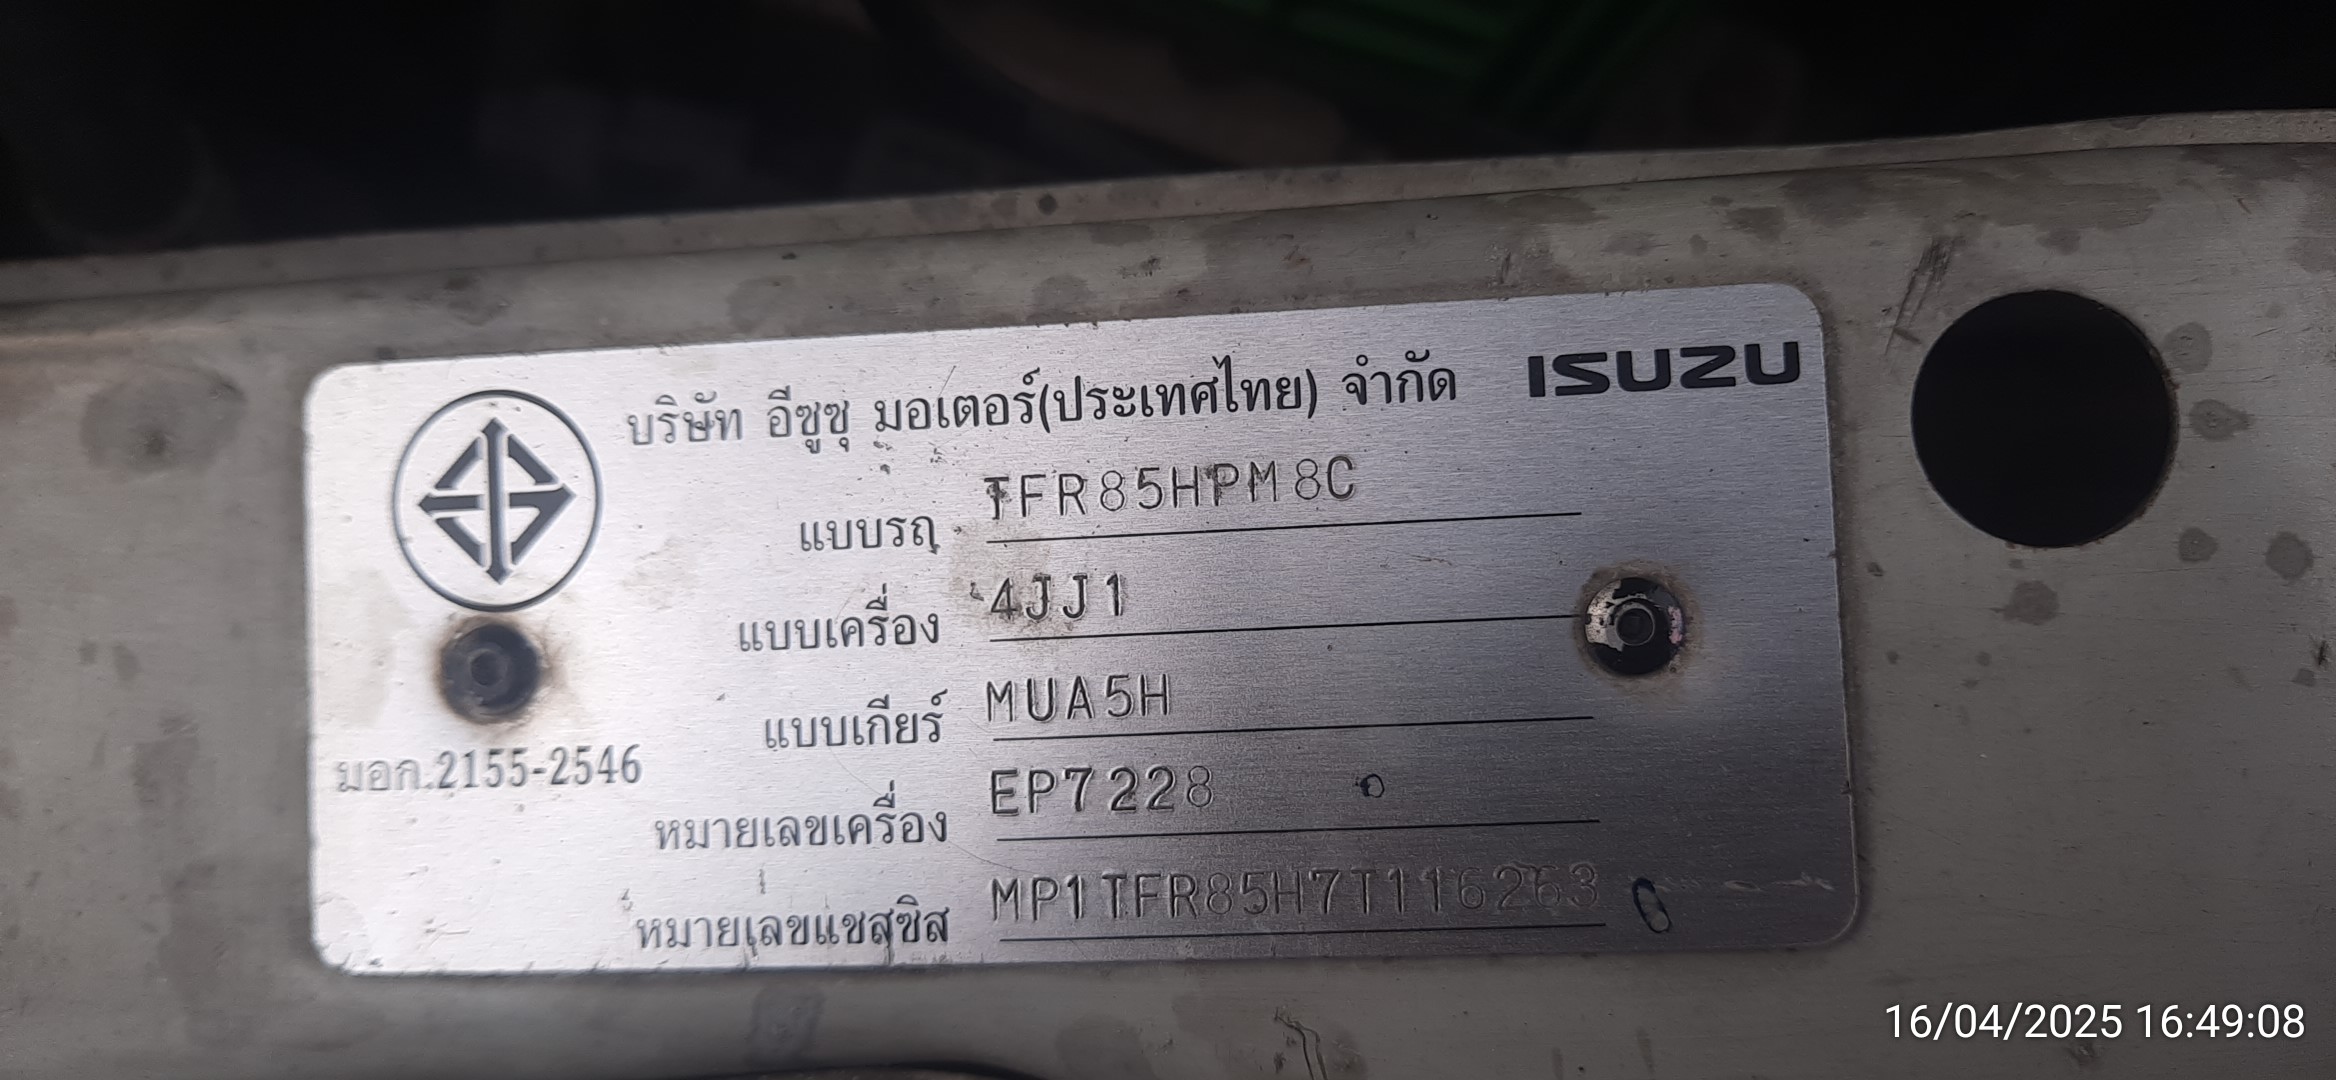 บริษัท อีซูซุ มอเตอร์(ประเทศไทย) จำกัด ISUZU
แบบรถ TFR85HPM8C
แบบเครื่อง 4JJ1
แบบเกียร์ MUA5H
มอก.2155-2546
หมายเลขเครื่อง EP7228
หมายเลขแชสซิส MP1TFR85H7T116263
16/04/2025 16:49:08